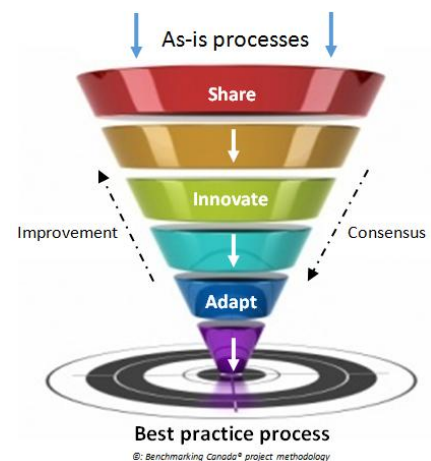 As-is processes
Share
Innovate
Improvement
Consensus
Adapt
Best practice process
©: Benchmarking Canada® project methodology